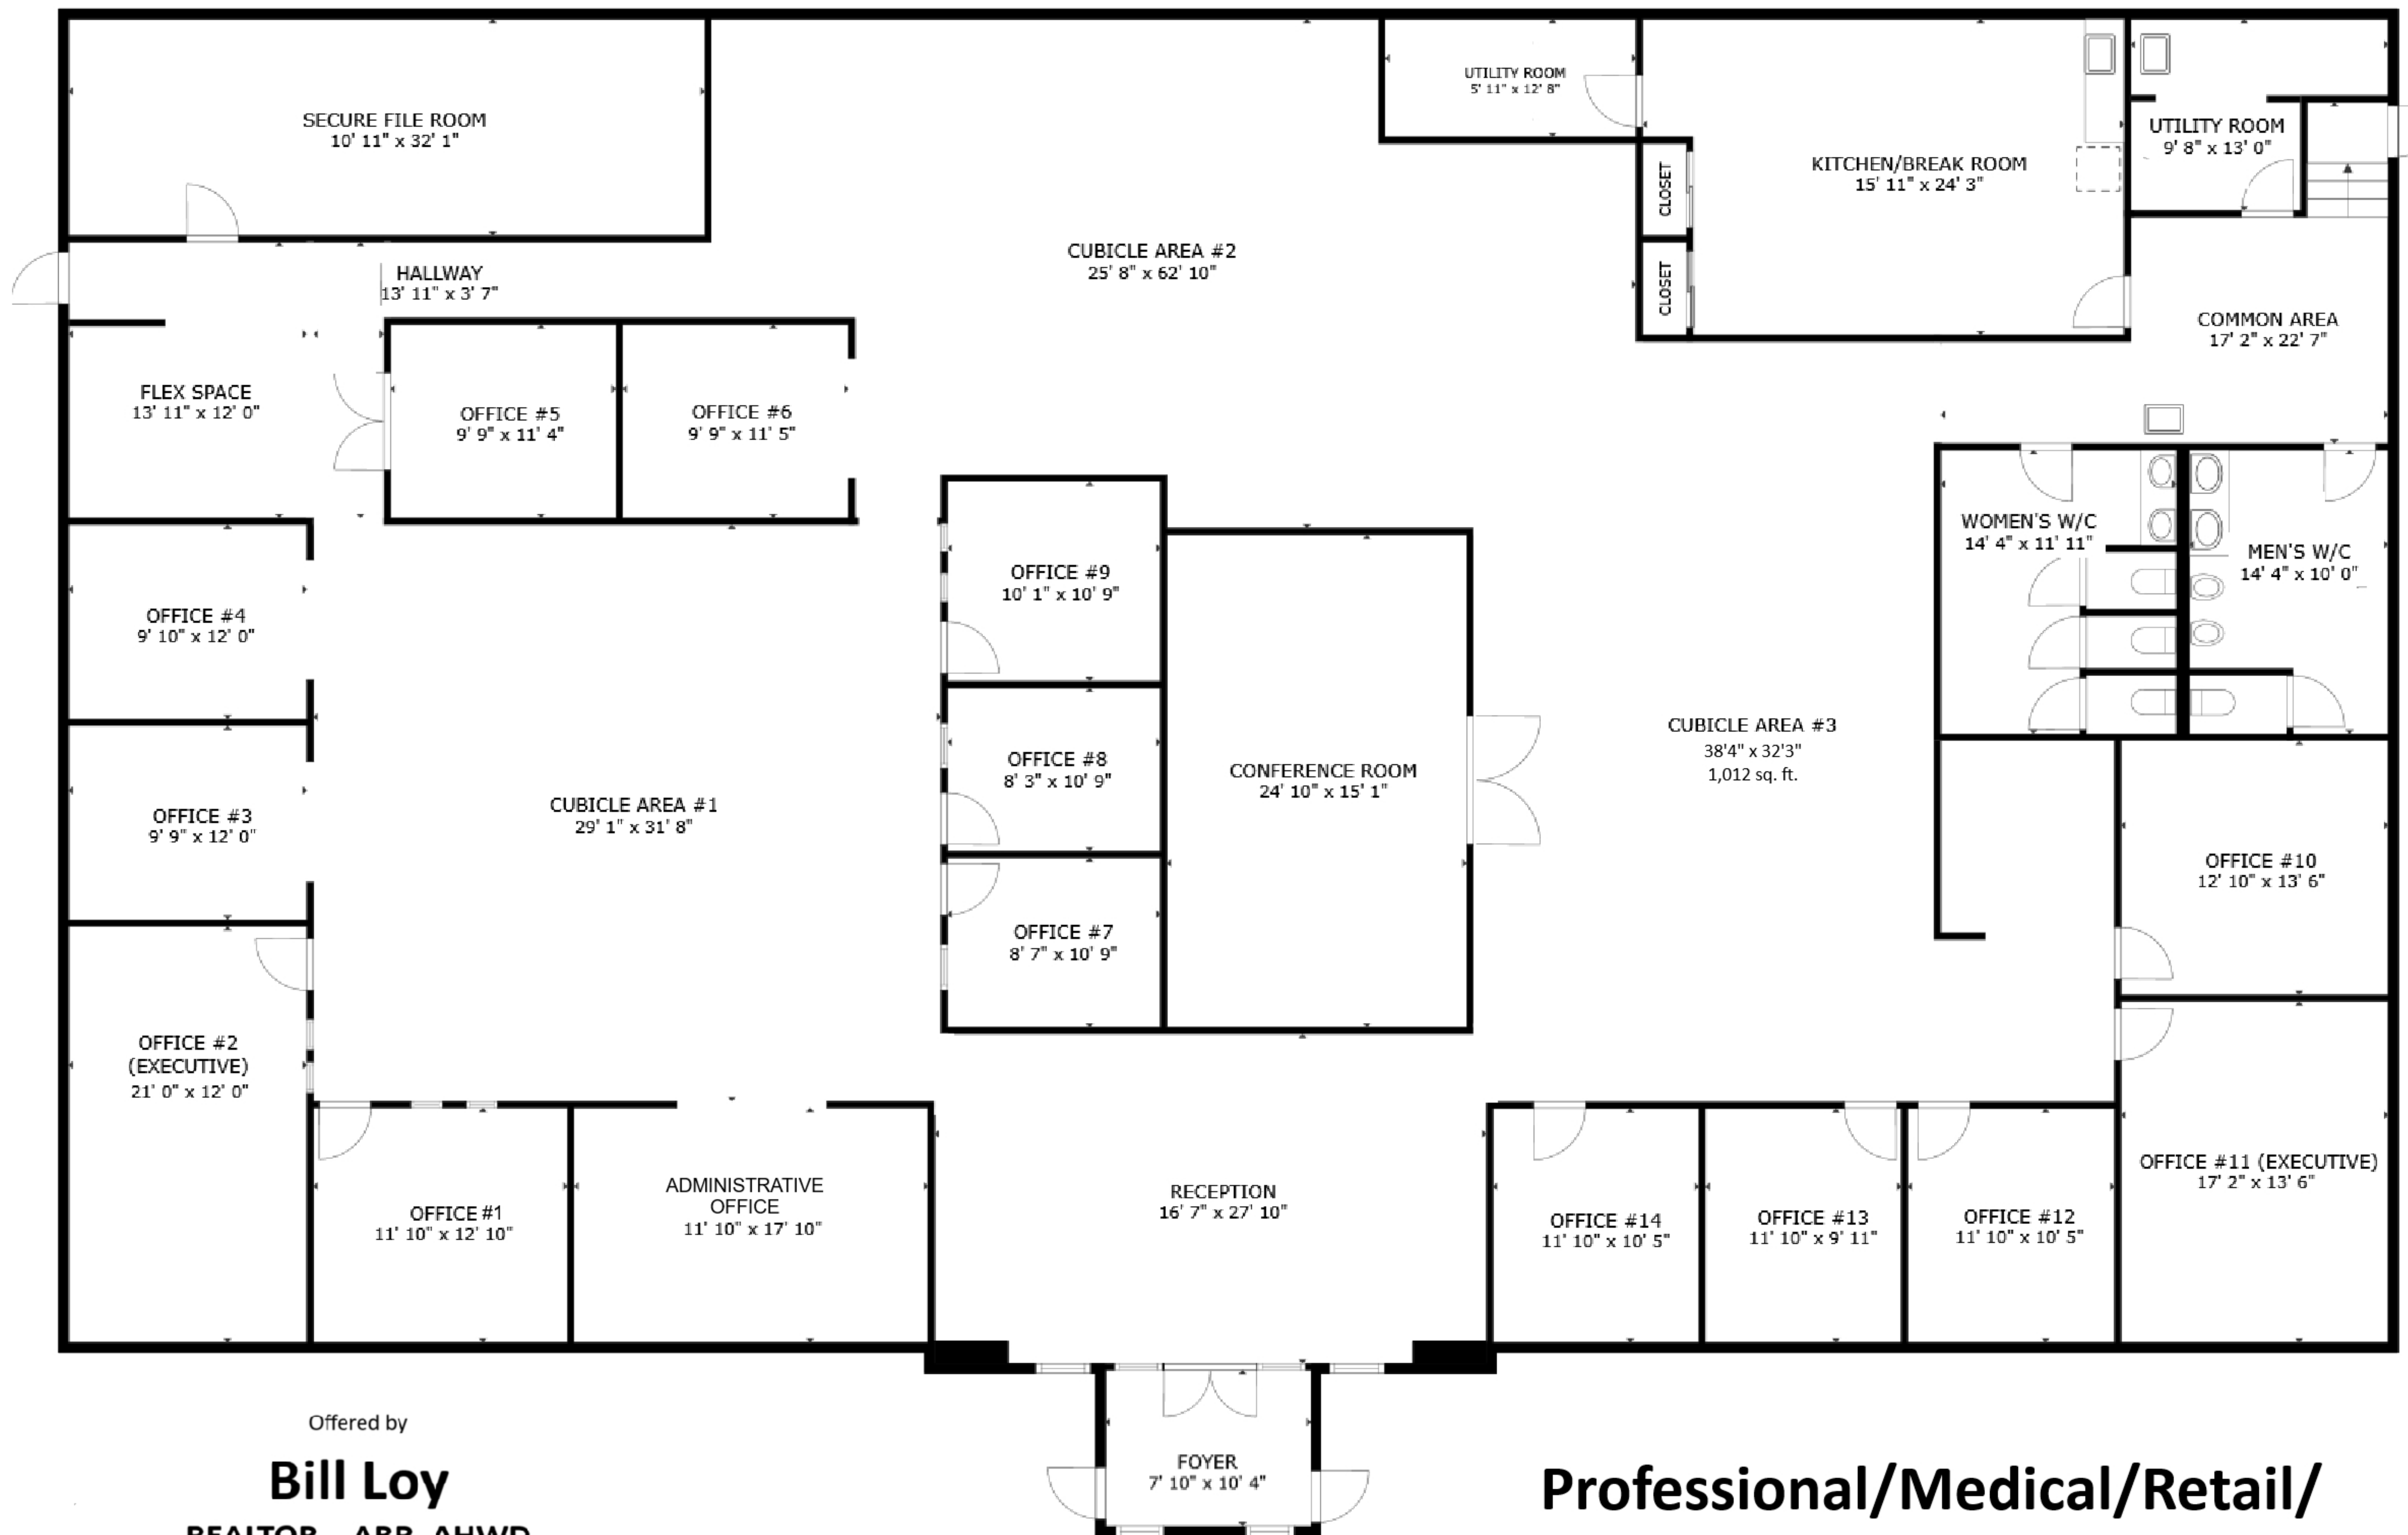 SECURE FILE ROOM
10' 11" x 32' 1"
UTILITY ROOM
5' 11" x 12' 8"
UTILITY ROOM
9' 8" x 13' 0"
KITCHEN/BREAK ROOM
15' 11" x 24' 3"
CLOSET
CLOSET
CUBICLE AREA #2
25' 8" x 62' 10"
HALLWAY
13' 11" x 3' 7"
COMMON AREA
17' 2" x 22' 7"
FLEX SPACE
13' 11" x 12' 0"
OFFICE #5
9' 9" x 11' 4"
OFFICE #6
9' 9" x 11' 5"
WOMEN'S W/C
14' 4" x 11' 11"
MEN'S W/C
14' 4" x 10' 0"
OFFICE #9
10' 1" x 10' 9"
OFFICE #4
9' 10" x 12' 0"
CUBICLE AREA #3
38'4" x 32'3"
1,012 sq. ft.
OFFICE #8
8' 3" x 10' 9"
CONFERENCE ROOM
24' 10" x 15' 1"
CUBICLE AREA #1
29' 1" x 31' 8"
OFFICE #3
9' 9" x 12' 0"
OFFICE #10
12' 10" x 13' 6"
OFFICE #7
8' 7" x 10' 9"
OFFICE #2
(EXECUTIVE)
21' 0" x 12' 0"
OFFICE #11 (EXECUTIVE)
17' 2" x 13' 6"
ADMINISTRATIVE
OFFICE
11' 10" x 17' 10"
RECEPTION
16' 7" x 27' 10"
OFFICE #1
11' 10" x 12' 10"
OFFICE #14
11' 10" x 10' 5"
OFFICE #13
11' 10" x 9' 11"
OFFICE #12
11' 10" x 10' 5"
Offered by
Bill Loy
REALTOR ABR, AHWD
FOYER
7' 10" x 10' 4"
Professional/Medical/Retail/